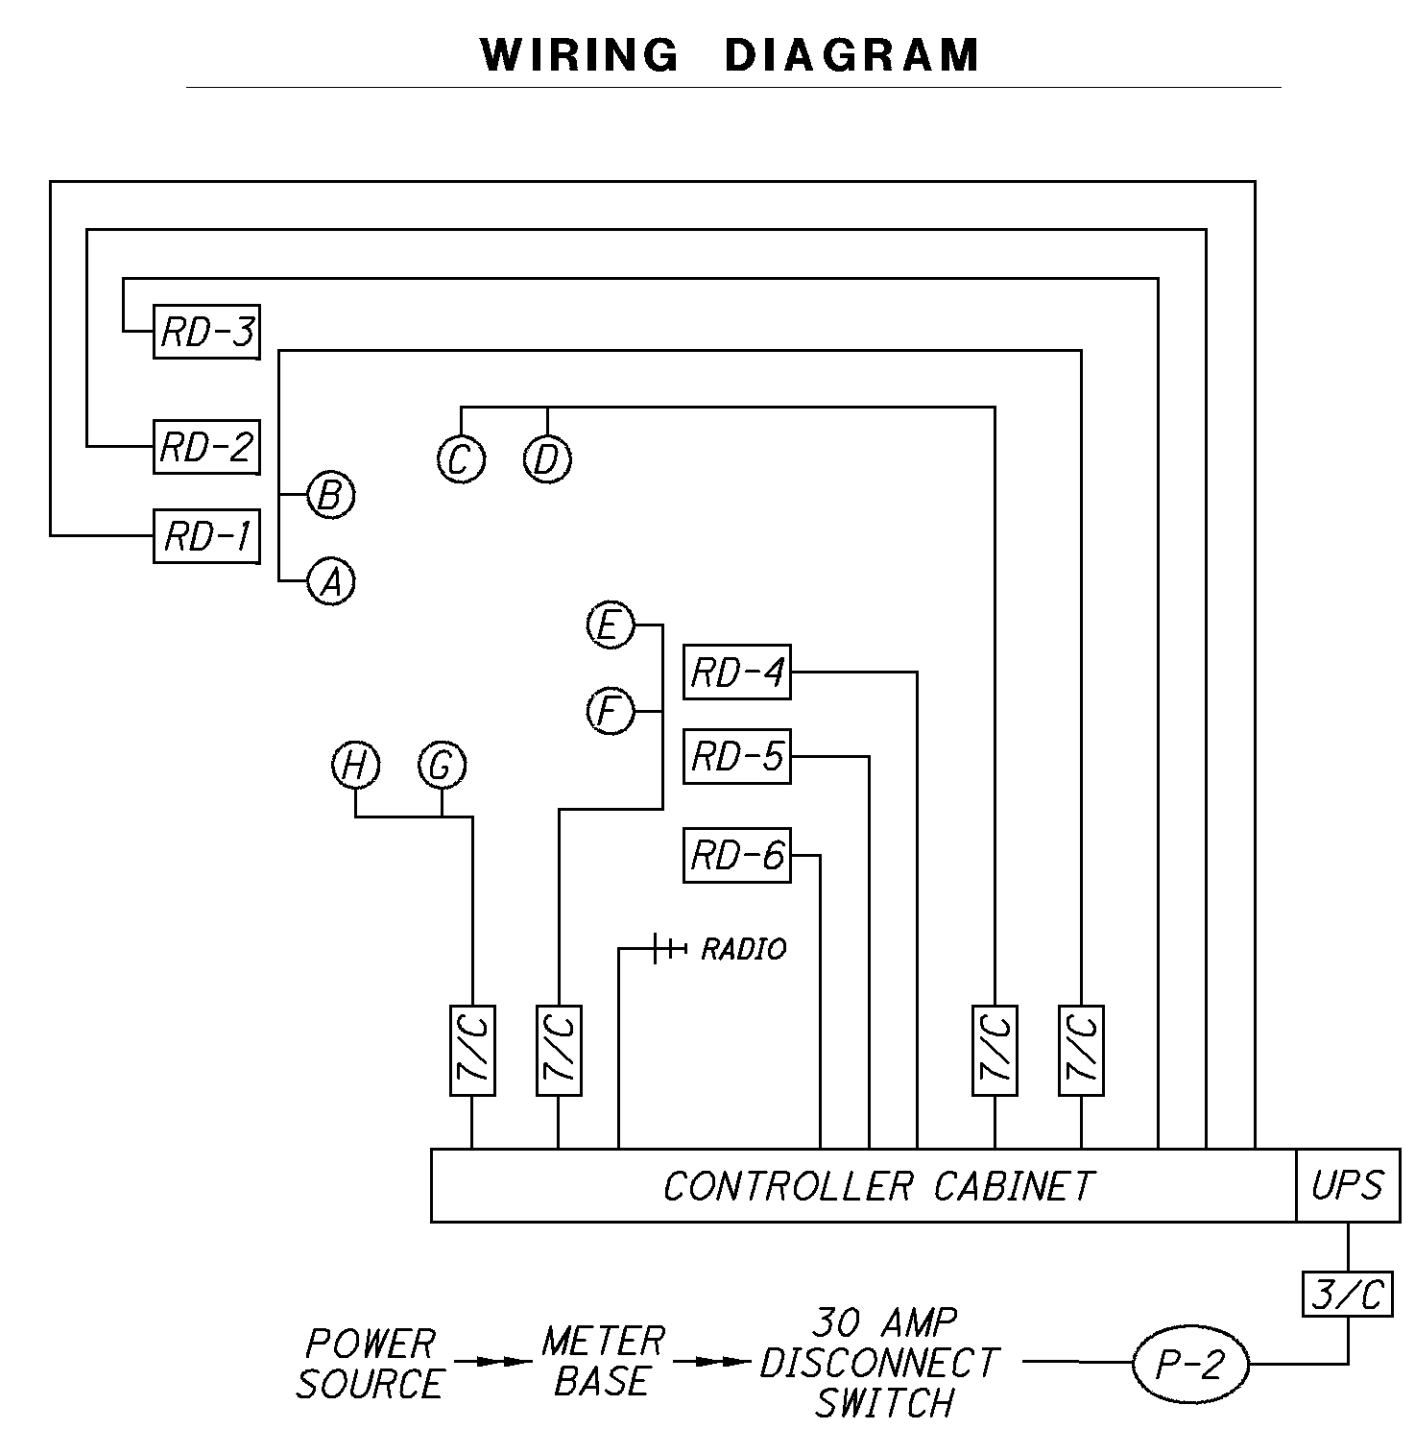 WIRING DIAGRAM
RD-3
RD-2
C
D
B
RD-1
A
E
RD-4
F
RD-5
H
G
RD-6
RADIO
7/C
7/C
7/C
7/C
CONTROLLER CABINET
UPS
3/C
POWER
SOURCE
METER
BASE
30 AMP
DISCONNECT
SWITCH
P-2